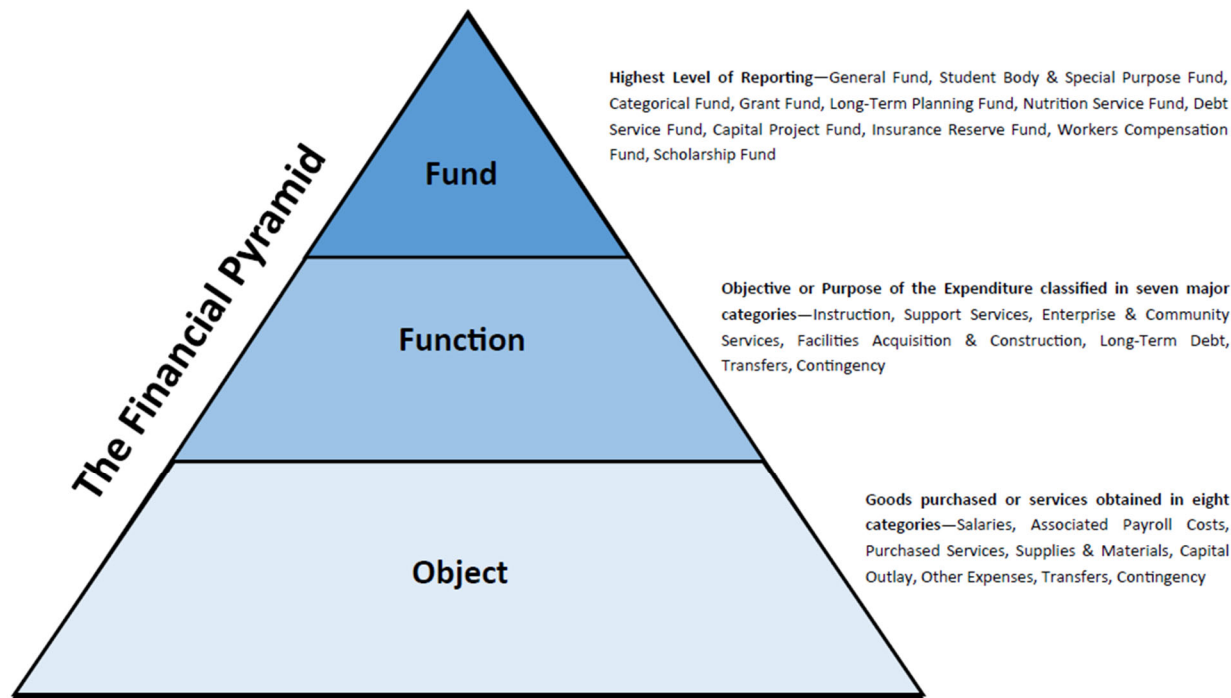 The Financial Pyramid
Fund
Highest Level of Reporting—General Fund, Student Body & Special Purpose Fund,
Categorical Fund, Grant Fund, Long-Term Planning Fund, Nutrition Service Fund, Debt
Service Fund, Capital Project Fund, Insurance Reserve Fund, Workers Compensation
Fund, Scholarship Fund
Function
Objective or Purpose of the Expenditure classified in seven major
categories—Instruction, Support Services, Enterprise & Community
Services, Facilities Acquisition & Construction, Long-Term Debt,
Transfers, Contingency
Object
Goods purchased or services obtained in eight
categories—Salaries, Associated Payroll Costs,
Purchased Services, Supplies & Materials, Capital
Outlay, Other Expenses, Transfers, Contingency